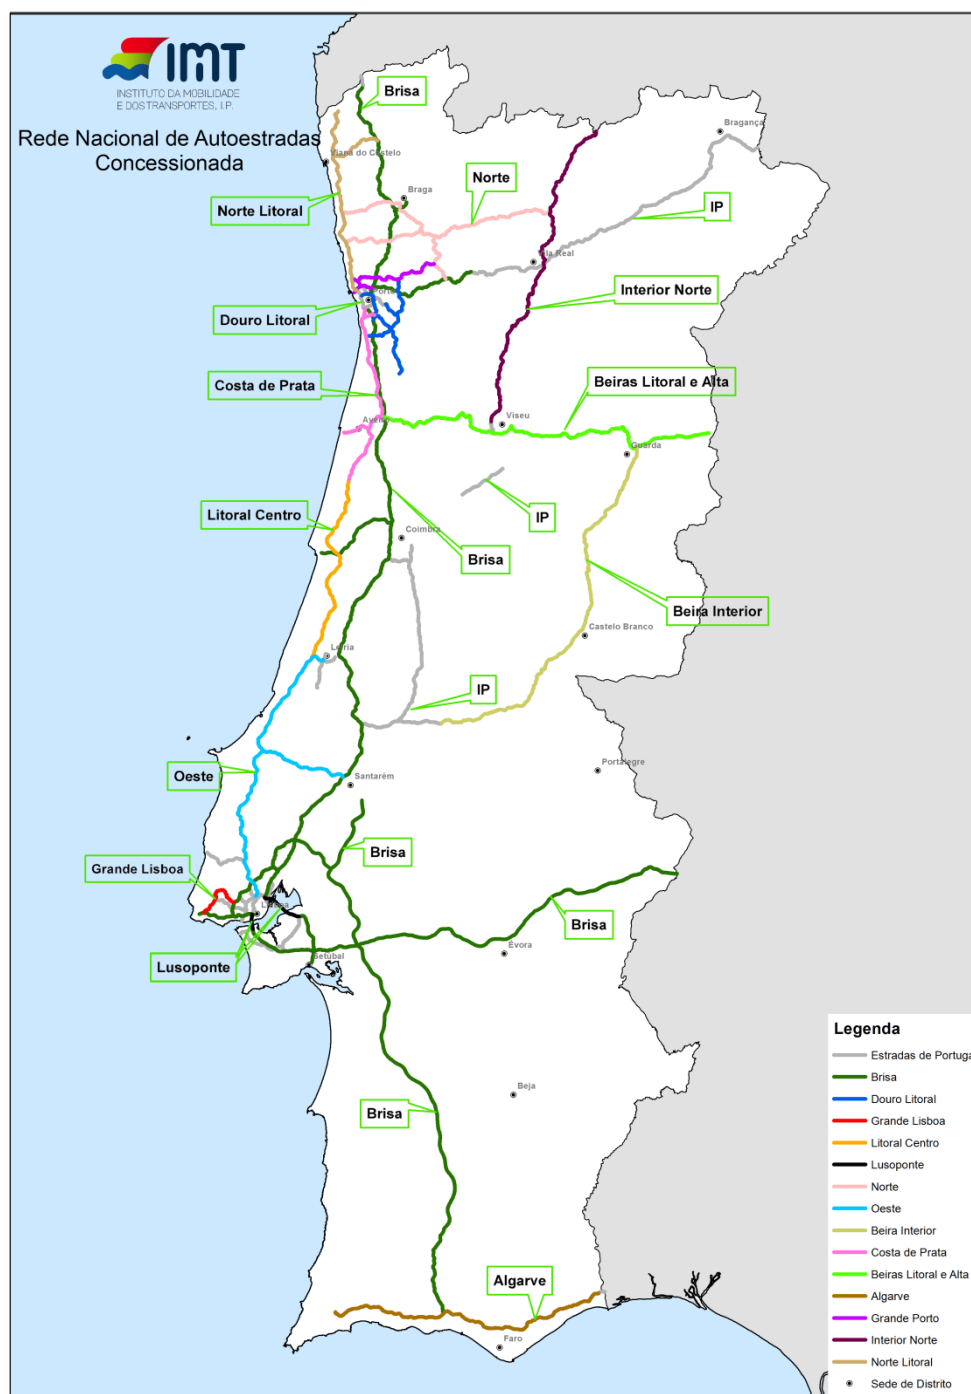 IMT
INSTITUTO DA MOBILIDADE
E DOS TRANSPORTES, I.P.
Rede Nacional de Autoestradas
Concessionada
Brisa
Bragança
Viana do Castelo
Norte
Braga
IP
Norte Litoral
Vila Real
Interior Norte
Porto
Douro Litoral
Beiras Litoral e Alta
Costa de Prata
Viseu
Aveiro
Guarda
Litoral Centro
IP
Coimbra
Brisa
Beira Interior
Castelo Branco
Leiria
IP
Oeste
Portalegre
Santarém
Brisa
Grande Lisboa
Lisboa
Brisa
Évora
Setúbal
Lusoponte
Beja
Brisa
Algarve
Faro
Legenda
Estradas de Portuga
Brisa
Douro Litoral
Grande Lisboa
Litoral Centro
Lusoponte
Norte
Oeste
Beira Interior
Costa de Prata
Beiras Litoral e Alta
Algarve
Grande Porto
Interior Norte
Norte Litoral
Sede de Distrito